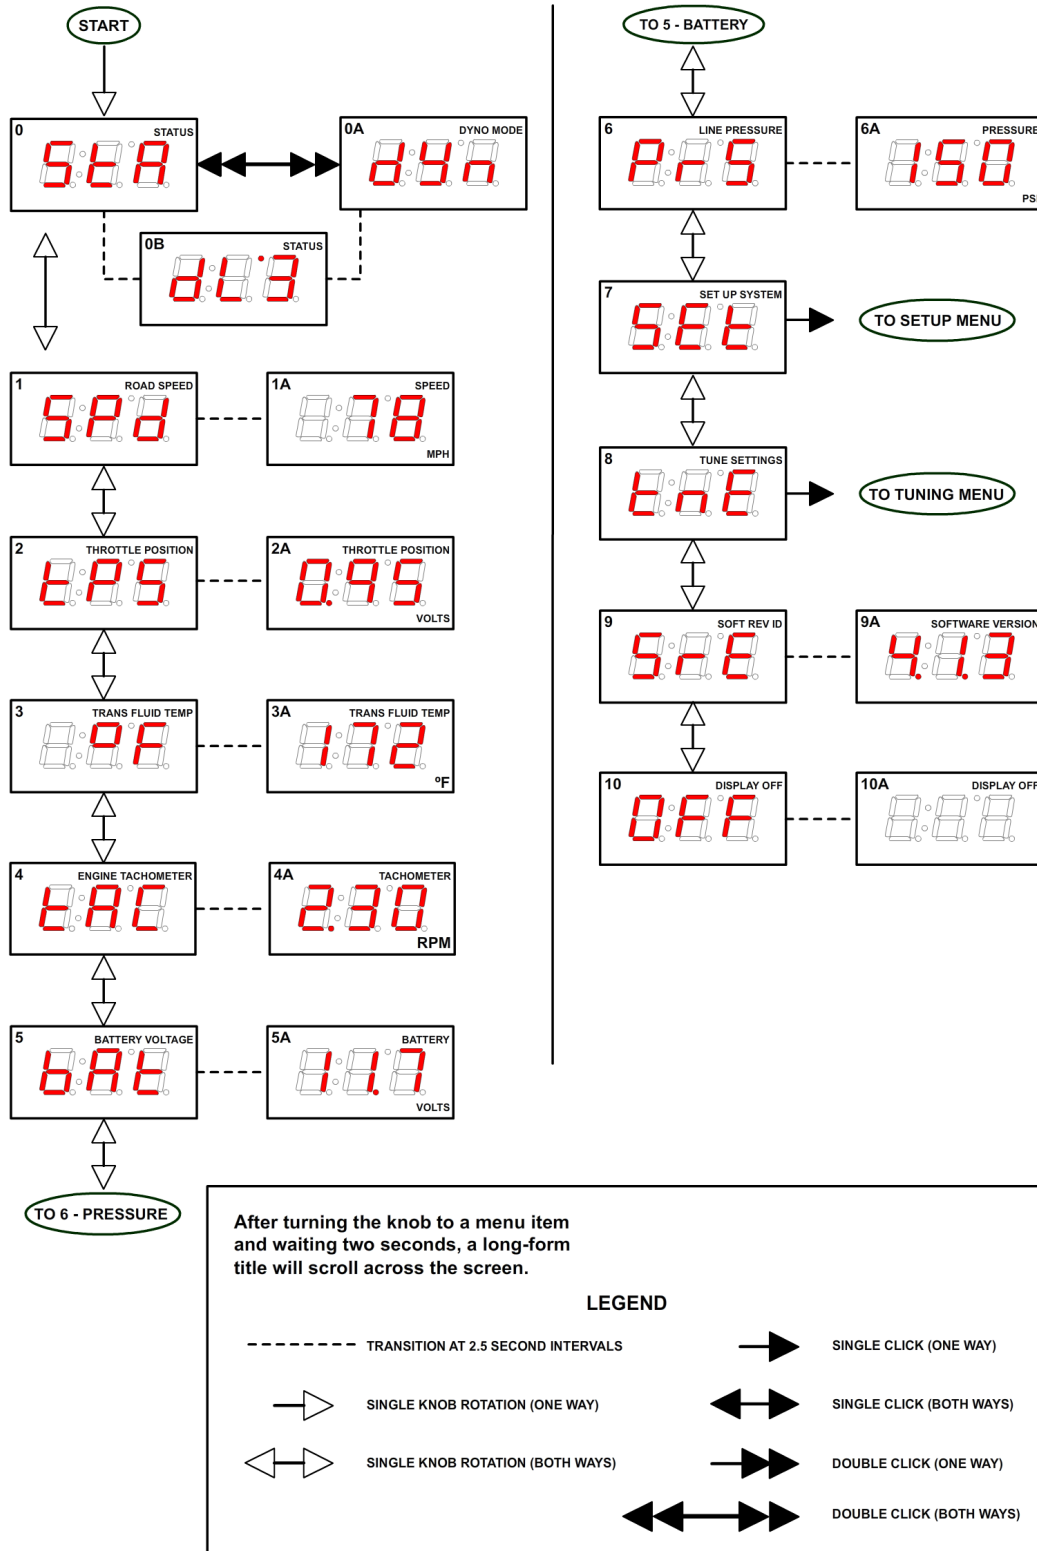 START
0
STATUS
StA
0A
DYNO MODE
dyn
0B
STATUS
dL'3
1
ROAD SPEED
SPd
1A
SPEED
78
MPH
2
THROTTLE POSITION
tPS
2A
THROTTLE POSITION
0.95
VOLTS
3
TRANS FLUID TEMP
°F
3A
TRANS FLUID TEMP
172
ºF
4
ENGINE TACHOMETER
tAC
4A
TACHOMETER
2.30
RPM
5
BATTERY VOLTAGE
bAt
5A
BATTERY
11.7
VOLTS
TO 6 - PRESSURE
TO 5 - BATTERY
6
LINE PRESSURE
PrS
6A
PRESSURE
150
PSI
7
SET UP SYSTEM
SEt
TO SETUP MENU
8
TUNE SETTINGS
tnE
TO TUNING MENU
9
SOFT REV ID
SrE
9A
SOFTWARE VERSION
4.1.3
10
DISPLAY OFF
OFF
10A
DISPLAY OFF
After turning the knob to a menu item
and waiting two seconds, a long-form
title will scroll across the screen.
LEGEND
TRANSITION AT 2.5 SECOND INTERVALS
SINGLE CLICK (ONE WAY)
SINGLE KNOB ROTATION (ONE WAY)
SINGLE CLICK (BOTH WAYS)
SINGLE KNOB ROTATION (BOTH WAYS)
DOUBLE CLICK (ONE WAY)
DOUBLE CLICK (BOTH WAYS)